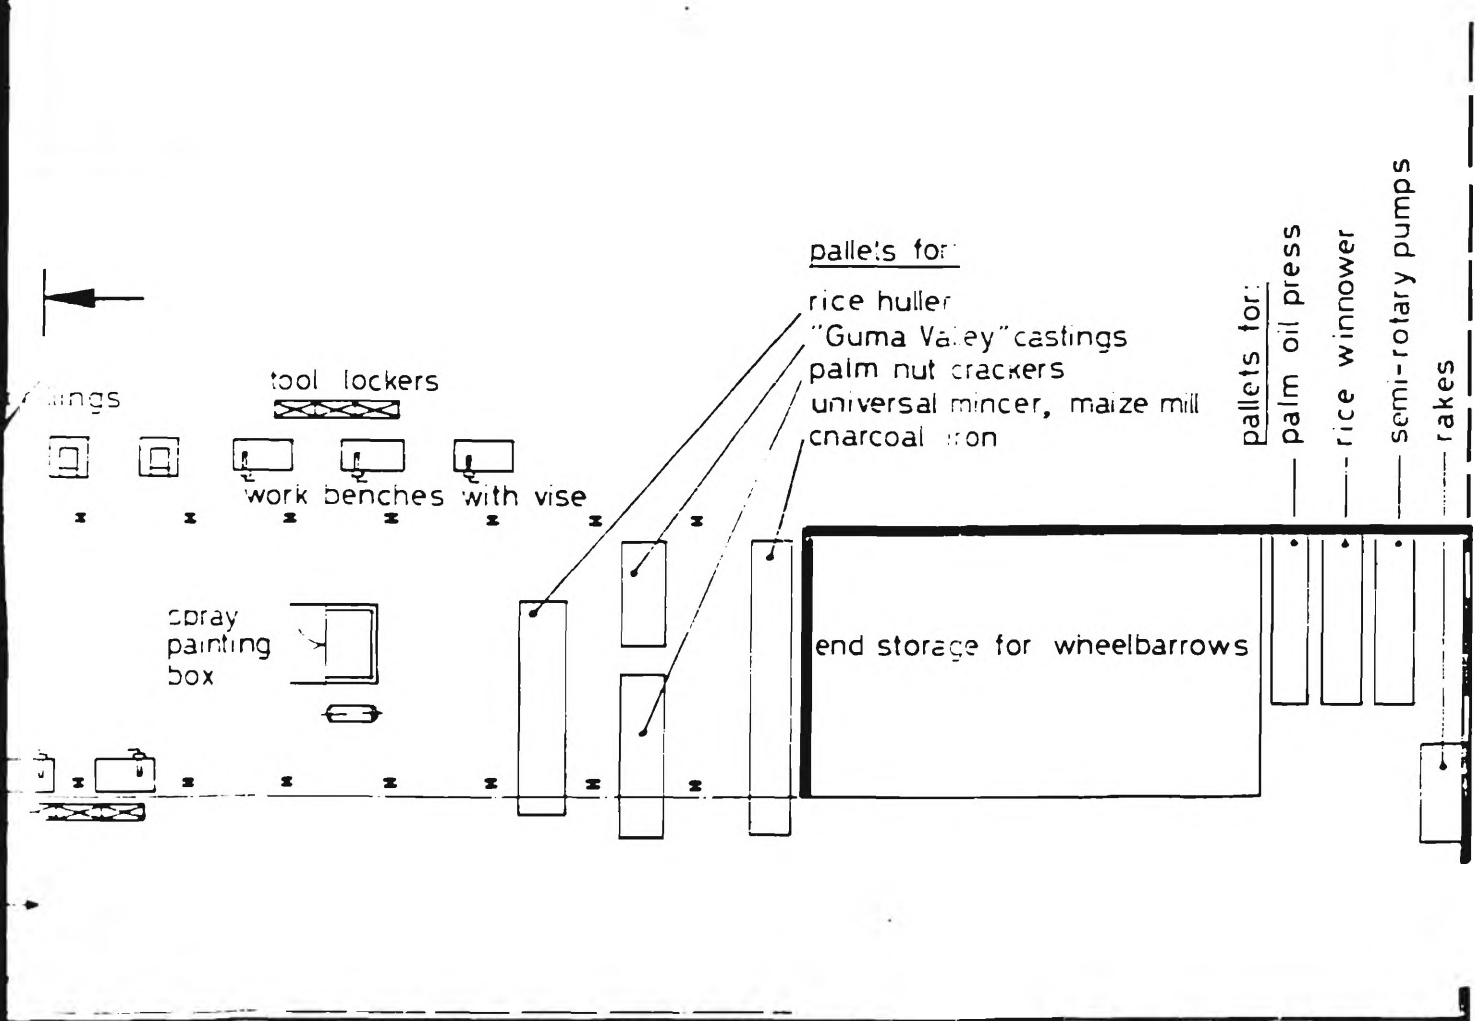 pallets for:
rice huller
"Guma Valley" castings
palm nut crackers
universal mincer, maize mill
charcoal iron
tool lockers
work benches with vise
spray
painting
box
end storage for wheelbarrows
pallets for:
palm oil press
rice winnower
semi-rotary pumps
rakes